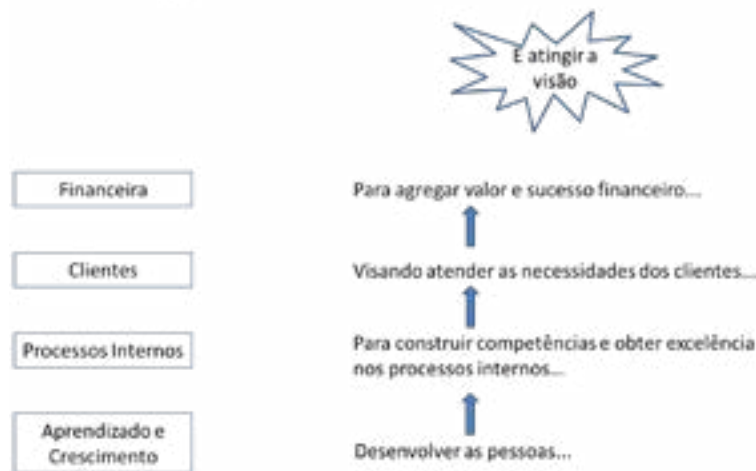 E atingir a
visão
Financeira
Para agregar valor e sucesso financeiro...
Clientes
Visando atender as necessidades dos clientes...
Processos Internos
Para construir competências e obter excelência
nos processos internos...
Aprendizado e
Crescimento
Desenvolver as pessoas...